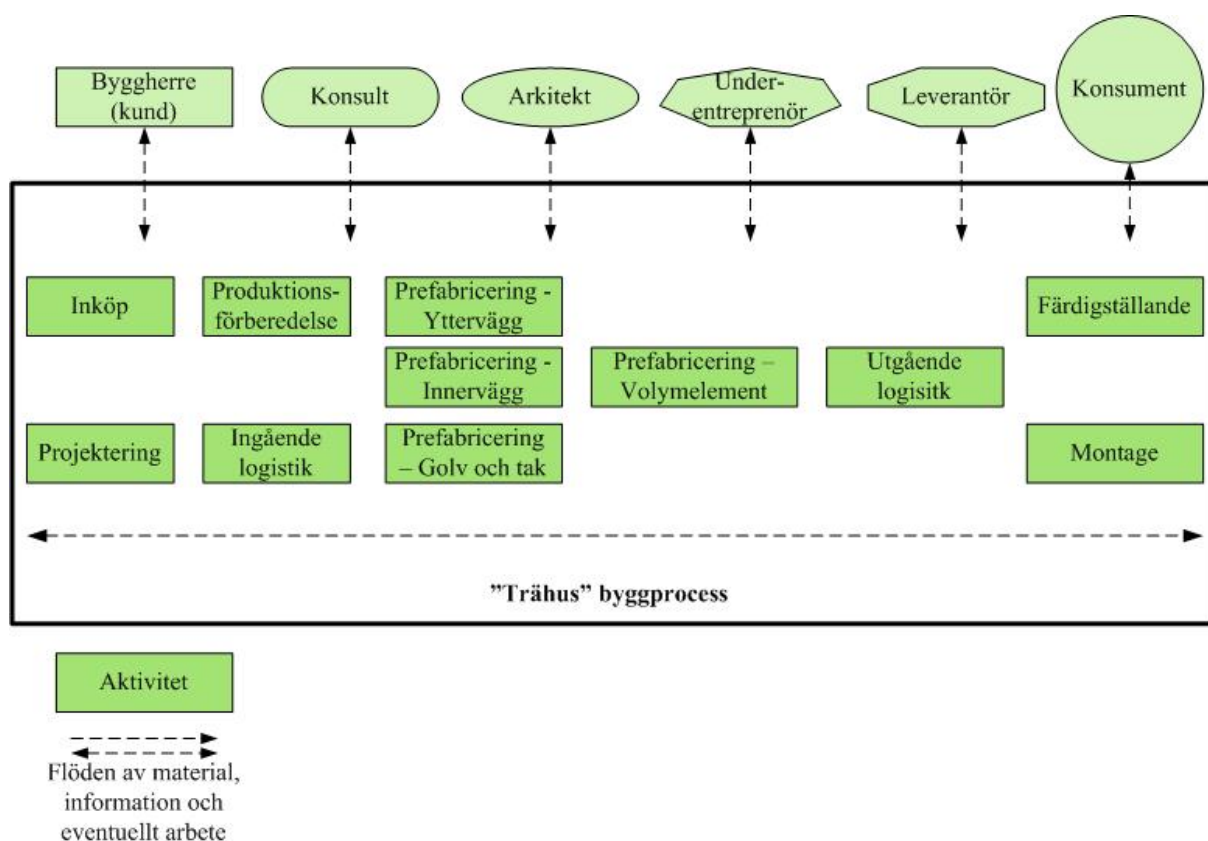 Byggherre
(kund)
Konsult
Arkitekt
Under-
entreprenör
Leverantör
Konsument
Inköp
Produktions-
förberedelse
Prefabricering -
Yttervägg
Färdigställande
Prefabricering -
Innervägg
Prefabricering –
Volymelement
Utgående
logisitk
Projektering
Ingående
logistik
Prefabricering
– Golv och tak
Montage
”Trähus” byggprocess
Aktivitet
Flöden av material,
information och
eventuellt arbete